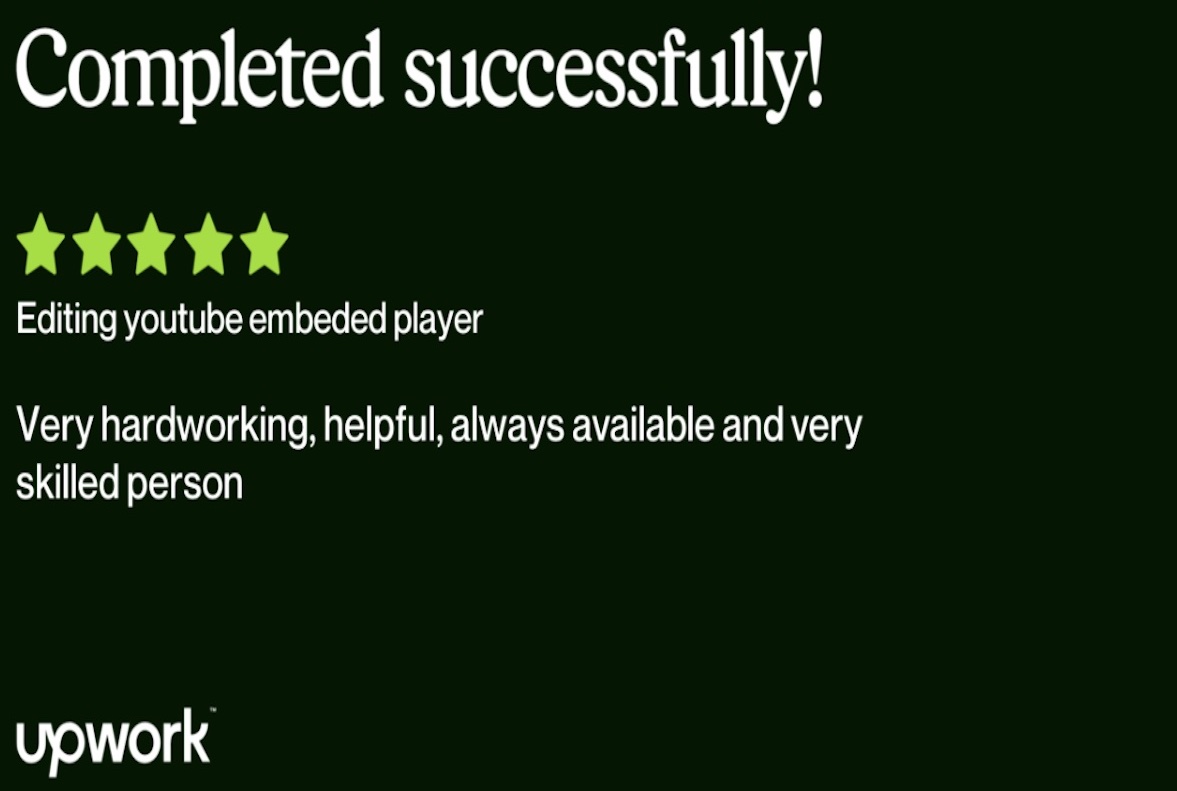 Completed successfully!
Editing youtube embeded player
Very hardworking, helpful, always available and very
skilled person
upwork™